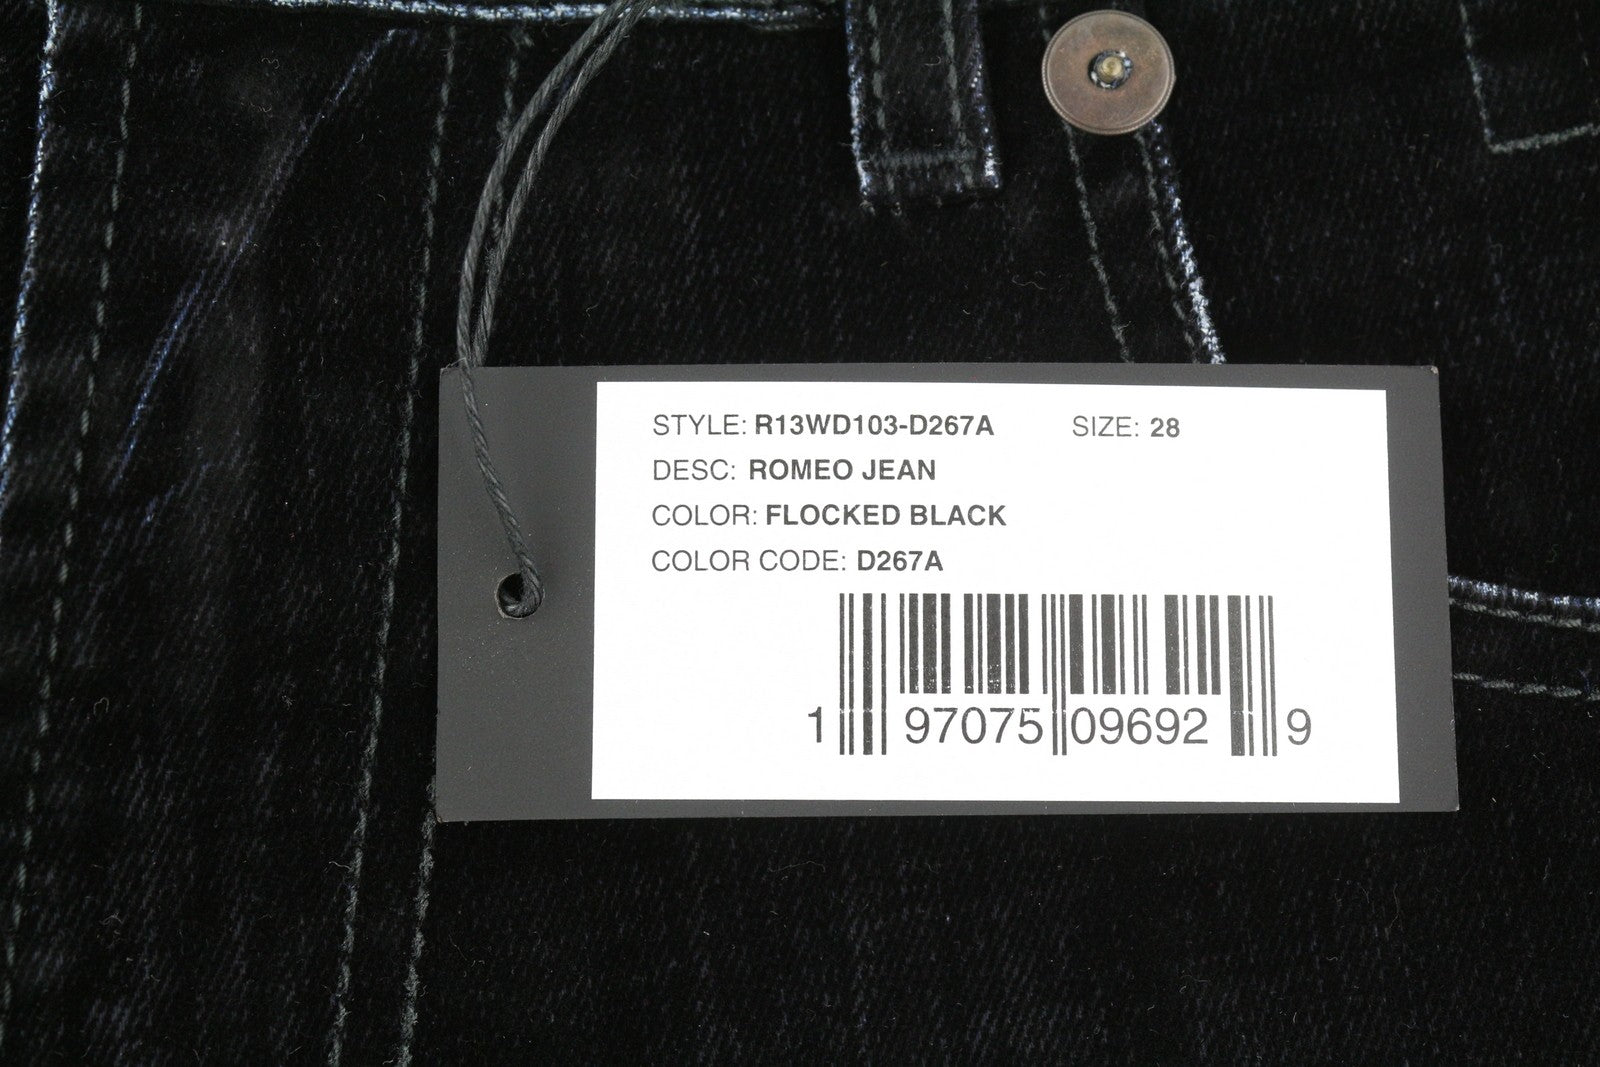 STYLE: R13WD103-D267A SIZE: 28
DESC: ROMEO JEAN
COLOR: FLOCKED BLACK
COLOR CODE: D267A
1 97075 09692 9